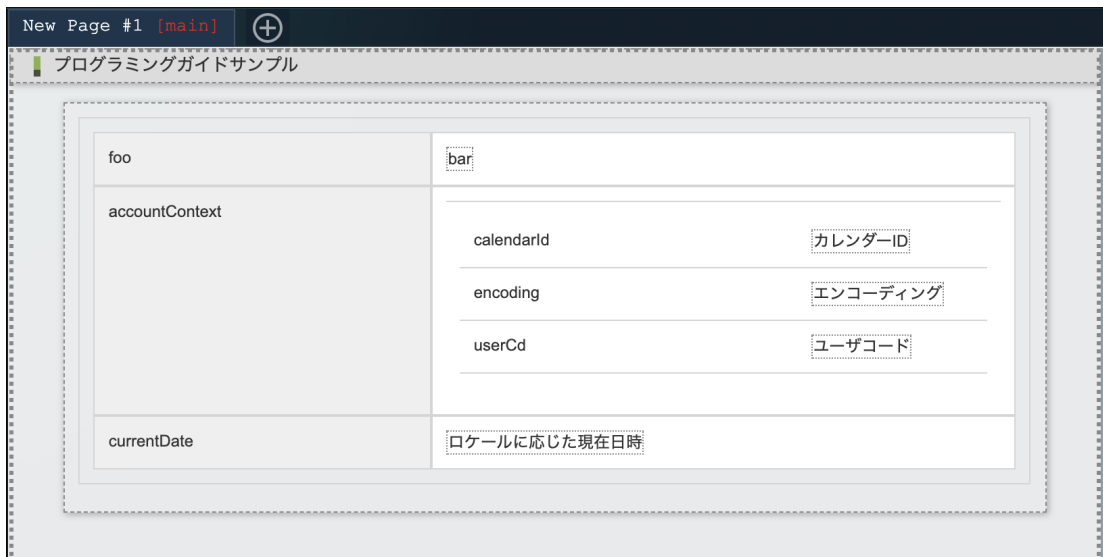 New Page #1 [main]
プログラミングガイドサンプル
foo bar
accountContext
calendarId カレンダーID
encoding エンコーディング
userCd ユーザコード
currentDate ロケールに応じた現在日時